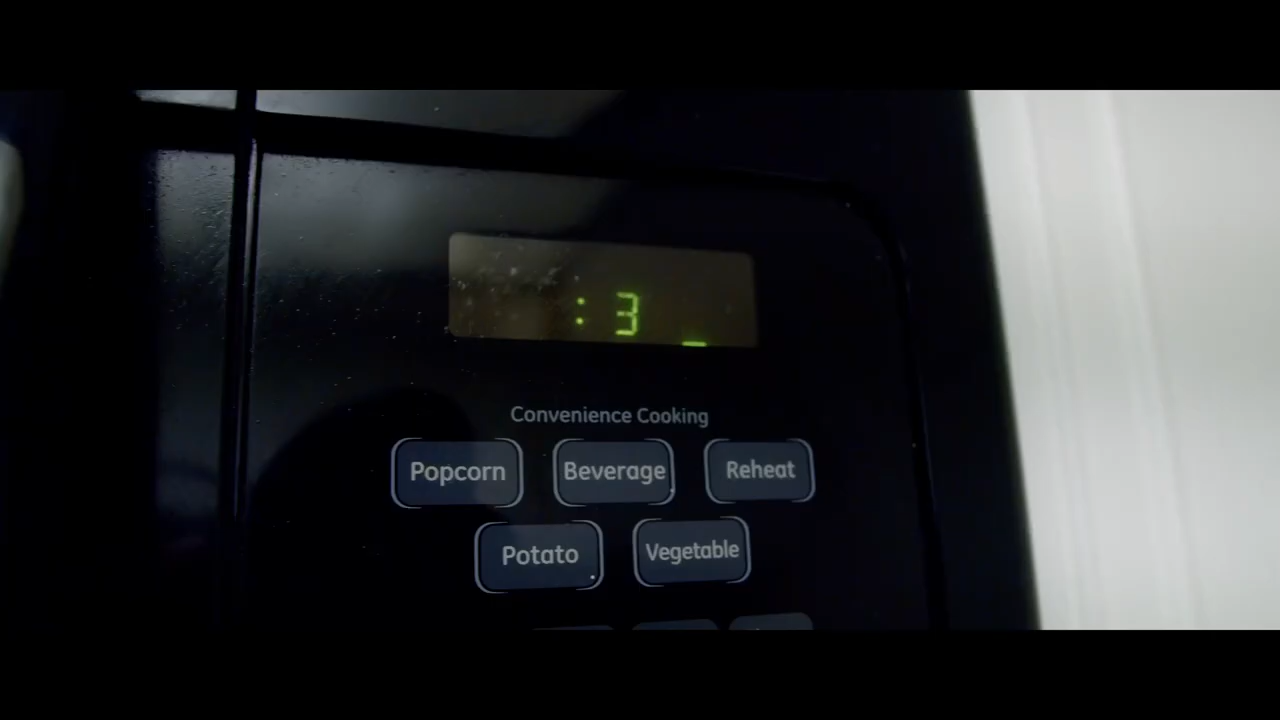 : 3 _
Convenience Cooking
Popcorn Beverage Reheat
Potato Vegetable